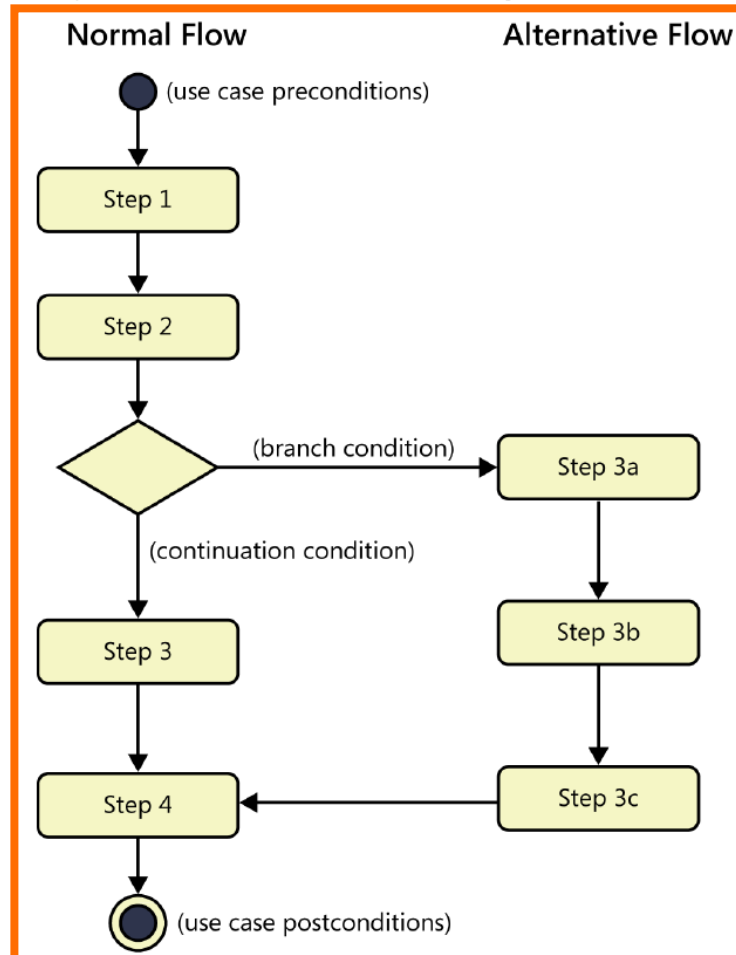 Normal Flow
Alternative Flow
(use case preconditions)
Step 1
Step 2
(branch condition)
Step 3a
(continuation condition)
Step 3
Step 3b
Step 4
Step 3c
(use case postconditions)